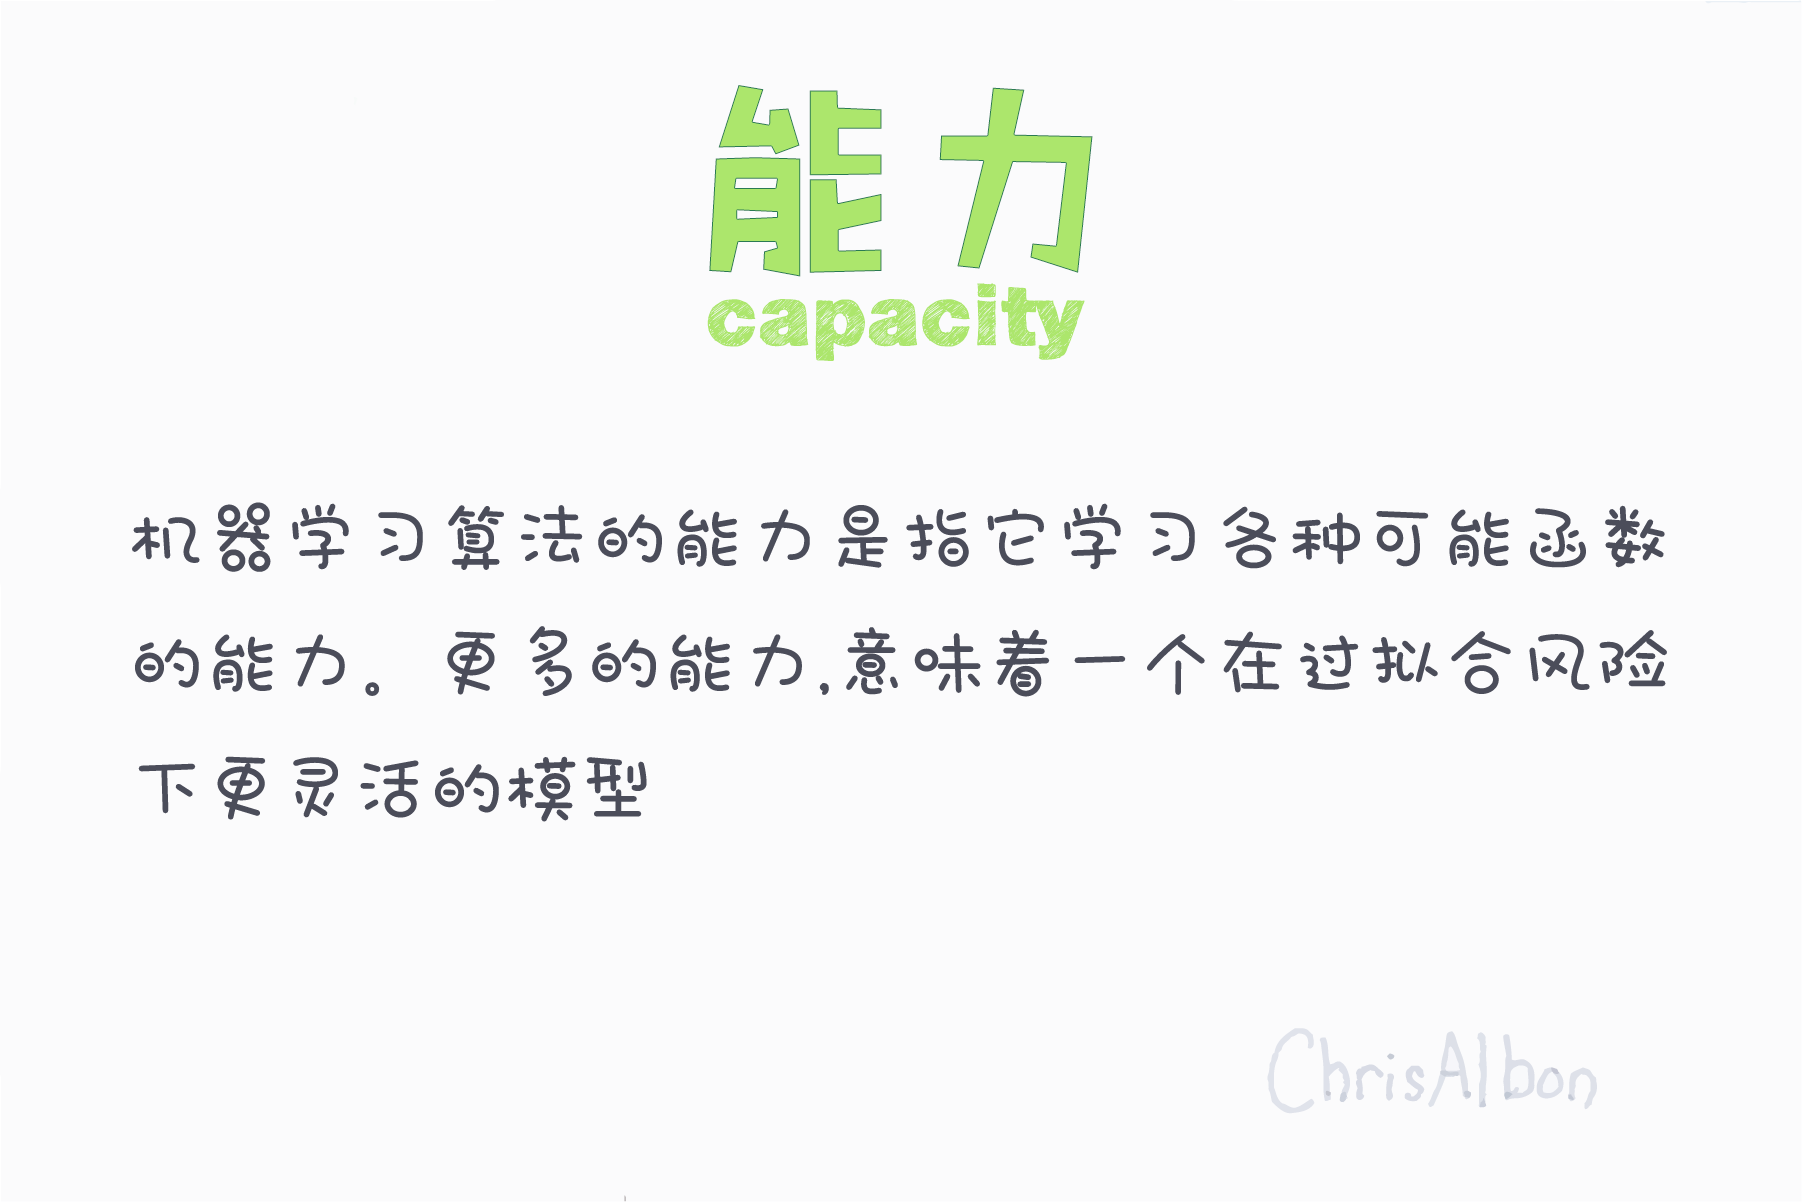 能力
capacity
机器学习算法的能力是指它学习各种可能函数
的能力。更多的能力,意味着一个在过拟合风险
下更灵活的模型
ChrisAlbon